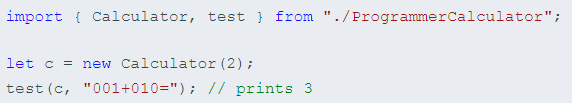 import { Calculator, test } from "./ProgrammerCalculator";
let c = new Calculator(2);
test(c, "001+010="); // prints 3